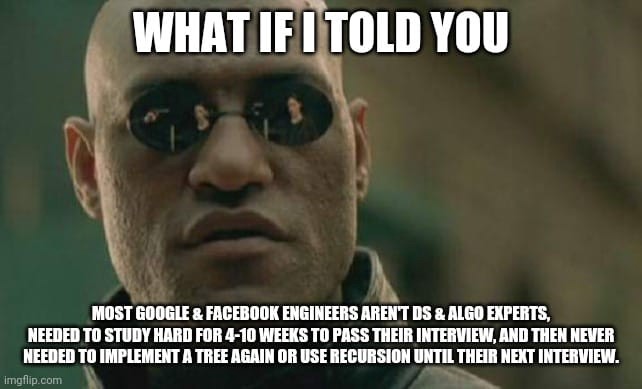 WHAT IF I TOLD YOU
MOST GOOGLE & FACEBOOK ENGINEERS AREN'T DS & ALGO EXPERTS,
NEEDED TO STUDY HARD FOR 4-10 WEEKS TO PASS THEIR INTERVIEW, AND THEN NEVER
NEEDED TO IMPLEMENT A TREE AGAIN OR USE RECURSION UNTIL THEIR NEXT INTERVIEW.
imgflip.com